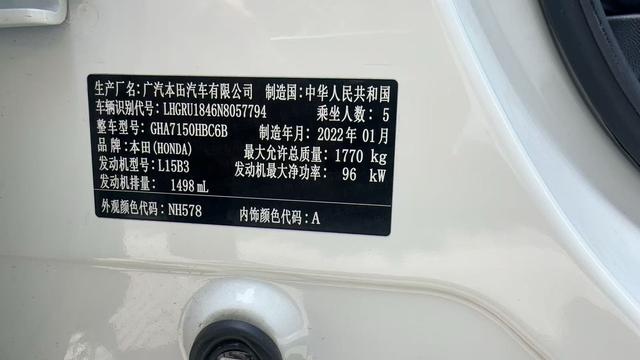 生产厂名: 广汽本田汽车有限公司 制造国: 中华人民共和国
车辆识别代号: LHGRU1846N8057794 乘坐人数: 5
整车型号: GHA7150HBC6B 制造年月: 2022年01月
品牌: 本田(HONDA) 最大允许总质量: 1770 kg
发动机型号: L15B3 发动机最大净功率: 96 kW
发动机排量: 1498 mL
外观颜色代码: NH578 内饰颜色代码: A